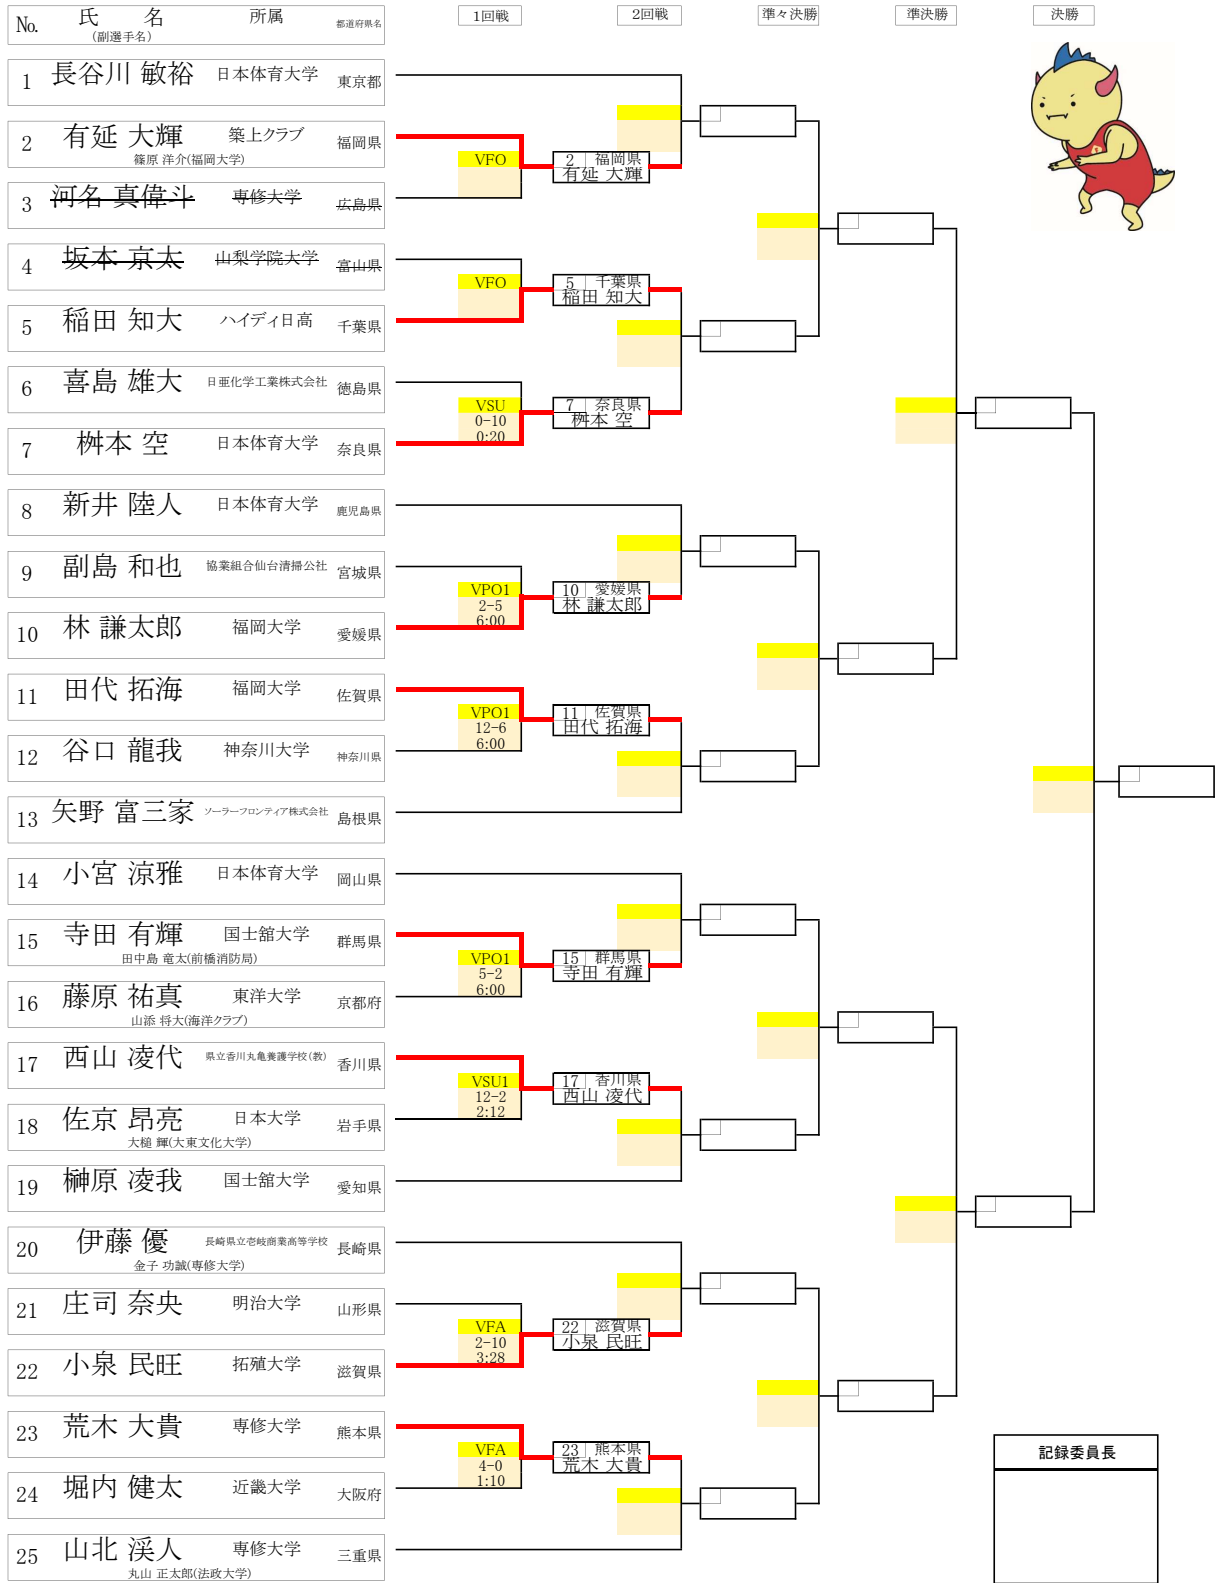 No. 氏 名 所属 都道府県名 1回戦 2回戦 準々決勝 準決勝 決勝
(副選手名)
1 長谷川 敏裕 日本体育大学 東京都
2 有延 大輝 築上クラブ 福岡県
篠原 洋介(福岡大学)
VFO
2 福岡県
有延 大輝
3 河名 真偉斗 専修大学 広島県
4 坂本 京太 山梨学院大学 富山県
VFO
5 千葉県
稲田 知大
5 稲田 知大 ハイディ日高 千葉県
6 喜島 雄大 日亜化学工業株式会社 徳島県
VSU
0-10
0:20
7 奈良県
桝本 空
7 桝本 空 日本体育大学 奈良県
8 新井 陸人 日本体育大学 鹿児島県
9 副島 和也 協業組合仙台清掃公社 宮城県
VPO1
2-5
6:00
10 愛媛県
林 謙太郎
10 林 謙太郎 福岡大学 愛媛県
11 田代 拓海 福岡大学 佐賀県
VPO1
12-6
6:00
11 佐賀県
田代 拓海
12 谷口 龍我 神奈川大学 神奈川県
13 矢野 富三家 ソーラーフロンティア株式会社 島根県
14 小宮 涼雅 日本体育大学 岡山県
15 寺田 有輝 国士舘大学 群馬県
田中島 竜太(前橋消防局)
VPO1
5-2
6:00
15 群馬県
寺田 有輝
16 藤原 祐真 東洋大学 京都府
山添 将大(海洋クラブ)
17 西山 凌代 県立香川丸亀養護学校(教) 香川県
VSU1
12-2
2:12
17 香川県
西山 凌代
18 佐京 昂亮 日本大学 岩手県
大槌 輝(大東文化大学)
19 榊原 凌我 国士舘大学 愛知県
20 伊藤 優 長崎県立壱岐商業高等学校 長崎県
金子 功誠(専修大学)
21 庄司 奈央 明治大学 山形県
VFA
2-10
3:28
22 滋賀県
小泉 民旺
22 小泉 民旺 拓殖大学 滋賀県
23 荒木 大貴 専修大学 熊本県
VFA
4-0
1:10
23 熊本県
荒木 大貴
24 堀内 健太 近畿大学 大阪府
25 山北 渓人 専修大学 三重県
丸山 正太郎(法政大学)
記録委員長